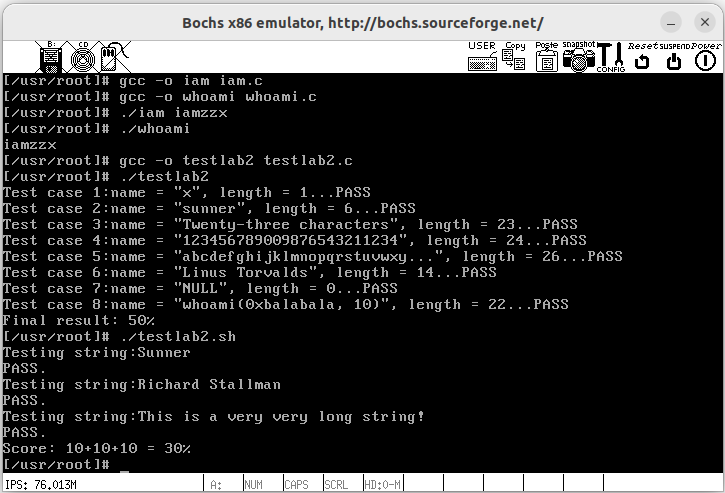 Bochs x86 emulator, http://bochs.sourceforge.net/
B: CD USER Copy Paste snapshot CONFIG Reset SUSPEND Power
[/usr/root]# gcc -o iam iam.c
[/usr/root]# gcc -o whoami whoami.c
[/usr/root]# ./iam iamzzx
[/usr/root]# ./whoami
iamzzx
[/usr/root]# gcc -o testlab2 testlab2.c
[/usr/root]# ./testlab2
Test case 1:name = "x", length = 1...PASS
Test case 2:name = "sunner", length = 6...PASS
Test case 3:name = "Twenty-three characters", length = 23...PASS
Test case 4:name = "123456789009876543211234", length = 24...PASS
Test case 5:name = "abcdefghijklmnopqrstuvwxy...", length = 26...PASS
Test case 6:name = "Linus Torvalds", length = 14...PASS
Test case 7:name = "NULL", length = 0...PASS
Test case 8:name = "whoami(0xbalabala, 10)", length = 22...PASS
Final result: 50%
[/usr/root]# ./testlab2.sh
Testing string:Sunner
PASS.
Testing string:Richard Stallman
PASS.
Testing string:This is a very very long string!
PASS.
Score: 10+10+10 = 30%
[/usr/root]# _
IPS: 76.013M A: NUM CAPS SCRL HD:0-M